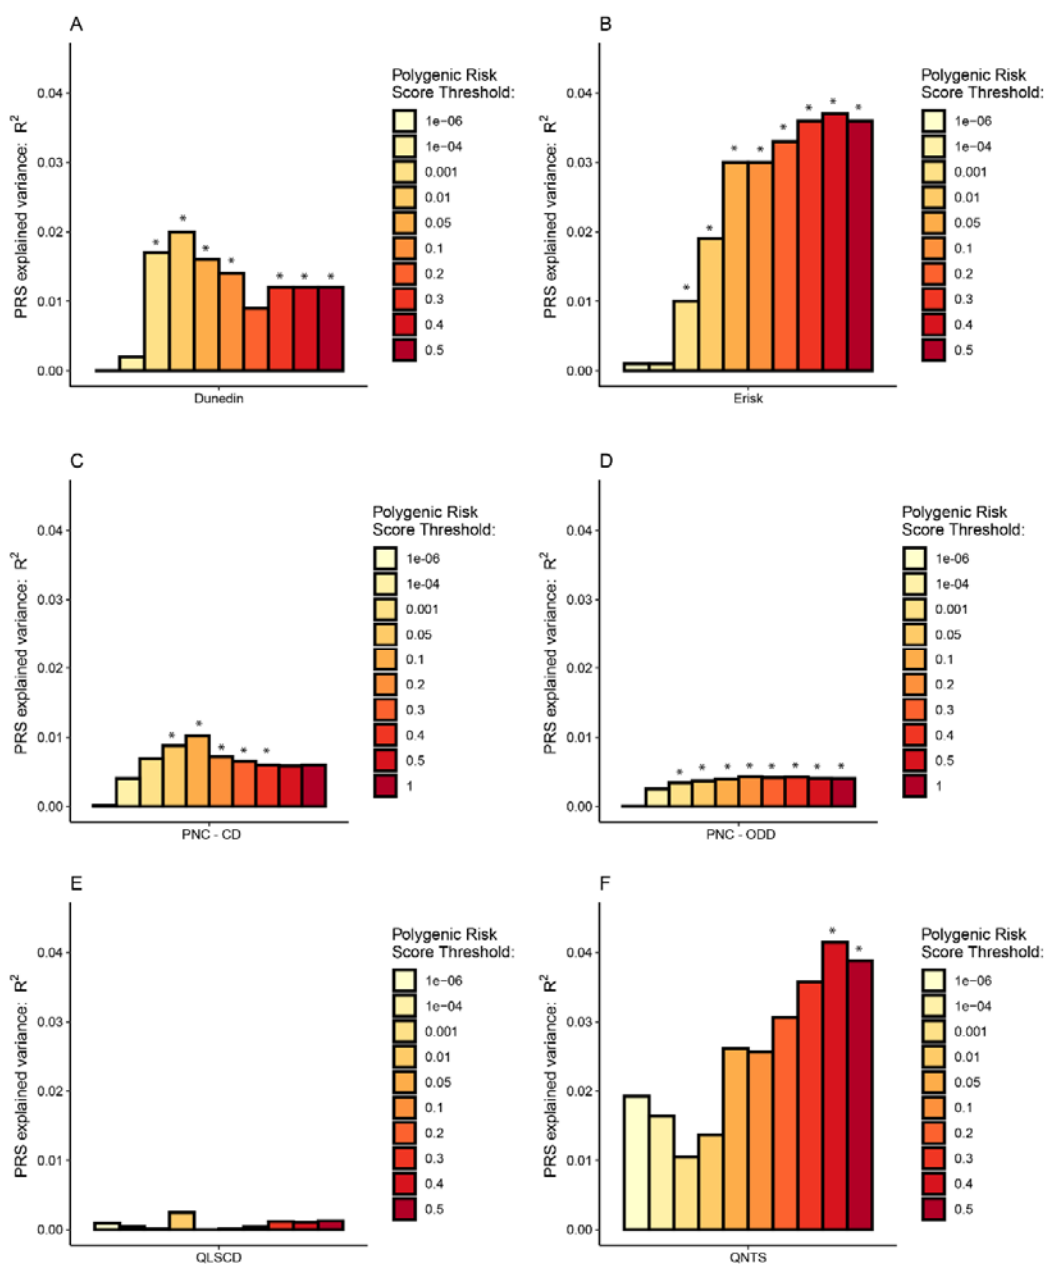 A
PRS explained variance: R²
0.04
0.03
0.02
0.01
0.00
* * * * * * *
Dunedin
Polygenic Risk
Score Threshold:
1e−06
1e−04
0.001
0.01
0.05
0.1
0.2
0.3
0.4
0.5
B
PRS explained variance: R²
0.04
0.03
0.02
0.01
0.00
* * * * * * * *
Erisk
Polygenic Risk
Score Threshold:
1e−06
1e−04
0.001
0.01
0.05
0.1
0.2
0.3
0.4
0.5
C
PRS explained variance: R²
0.04
0.03
0.02
0.01
0.00
* * * * *
PNC - CD
Polygenic Risk
Score Threshold:
1e−06
1e−04
0.001
0.05
0.1
0.2
0.3
0.4
0.5
1
D
PRS explained variance: R²
0.04
0.03
0.02
0.01
0.00
* * * * * * * *
PNC - ODD
Polygenic Risk
Score Threshold:
1e−06
1e−04
0.001
0.05
0.1
0.2
0.3
0.4
0.5
1
E
PRS explained variance: R²
0.04
0.03
0.02
0.01
0.00
QLSCD
Polygenic Risk
Score Threshold:
1e−06
1e−04
0.001
0.01
0.05
0.1
0.2
0.3
0.4
0.5
F
PRS explained variance: R²
0.04
0.03
0.02
0.01
0.00
* *
QNTS
Polygenic Risk
Score Threshold:
1e−06
1e−04
0.001
0.01
0.05
0.1
0.2
0.3
0.4
0.5